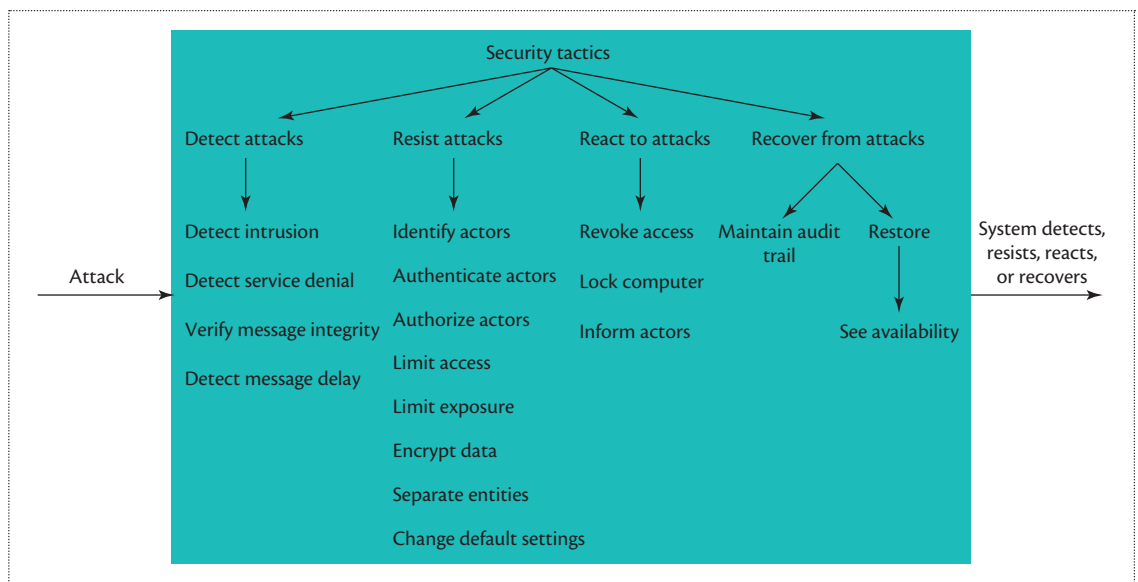 Security tactics
Detect attacks
Resist attacks
React to attacks
Recover from attacks
Detect intrusion
Detect service denial
Verify message integrity
Detect message delay
Identify actors
Authenticate actors
Authorize actors
Limit access
Limit exposure
Encrypt data
Separate entities
Change default settings
Revoke access
Lock computer
Inform actors
Maintain audit
trail
Restore
See availability
Attack
System detects,
resists, reacts,
or recovers